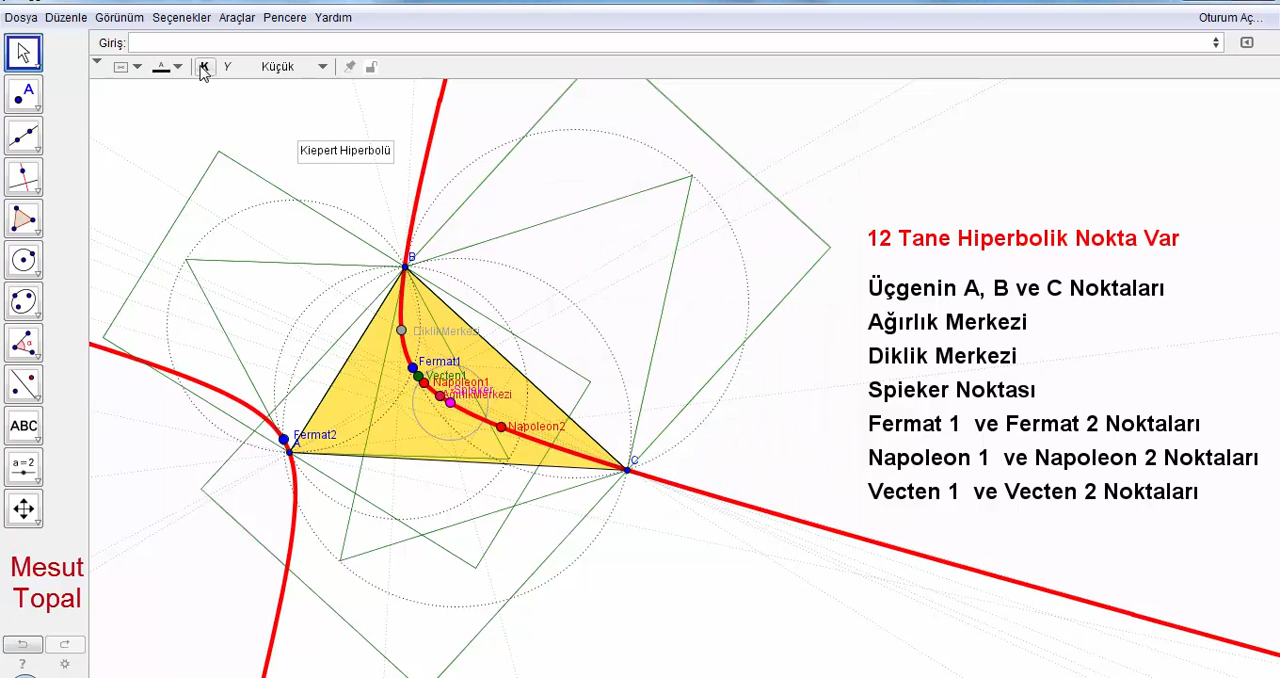 Dosya Düzenle Görünüm Seçenekler Araçlar Pencere Yardım Oturum Aç...
Giriş:
A K Y Küçük
A
ABC
a=2
Mesut
Topal
?
Kiepert Hiperbolü
B
DiklikMerkezi
Fermat1
Vecten1
Napoleon1
Spieker
AğırlıkMerkezi
Napoleon2
Fermat2
A
C
12 Tane Hiperbolik Nokta Var
Üçgenin A, B ve C Noktaları
Ağırlık Merkezi
Diklik Merkezi
Spieker Noktası
Fermat 1 ve Fermat 2 Noktaları
Napoleon 1 ve Napoleon 2 Noktaları
Vecten 1 ve Vecten 2 Noktaları